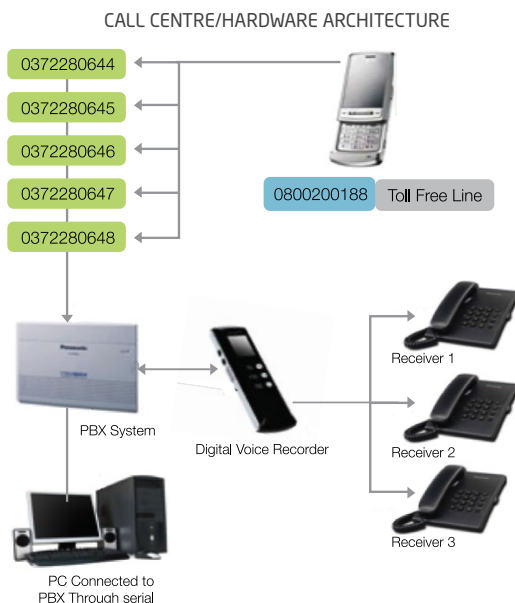 CALL CENTRE/HARDWARE ARCHITECTURE
0372280644
0372280645
0372280646
0372280647
0372280648
0800200188 Toll Free Line
Panasonic
PBX System
Digital Voice Recorder
Receiver 1
Receiver 2
Receiver 3
PC Connected to
PBX Through serial